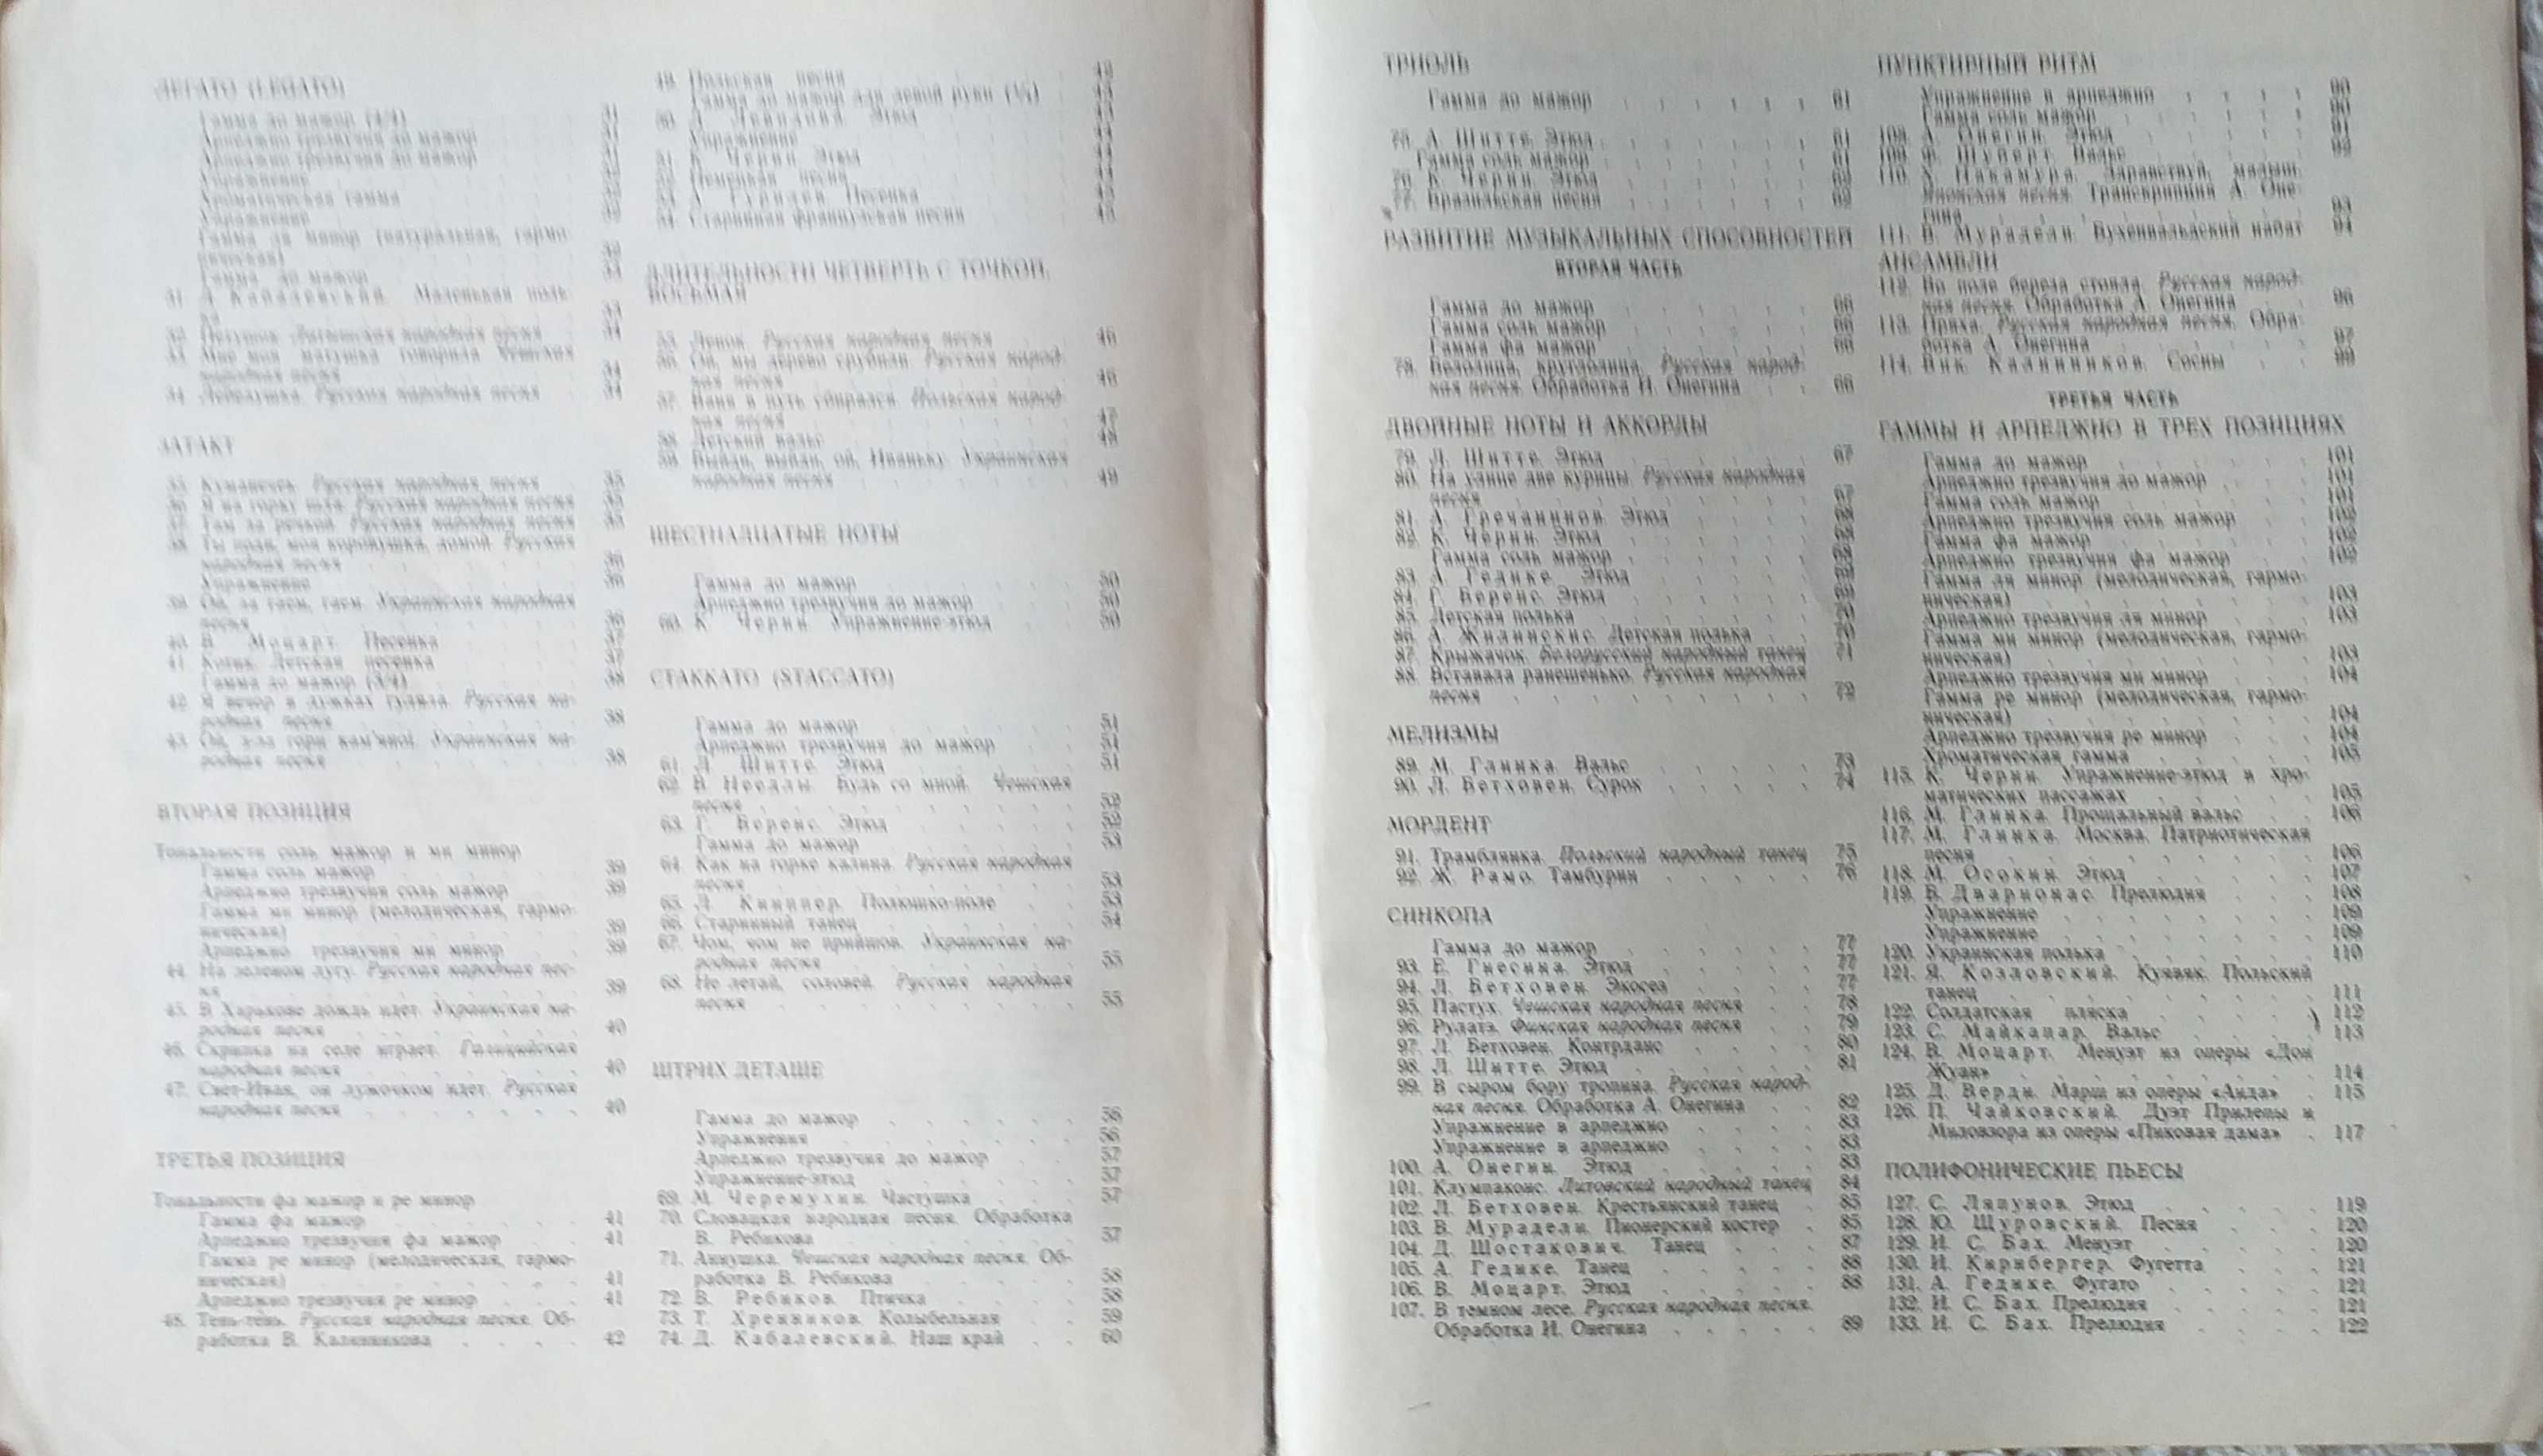 ЛЕГАТО (LEGATO)
Гамма до мажор (4/4) 31
Арпеджио трезвучия до мажор 31
Арпеджио трезвучия до мажор
Упражнение
Хроматическая гамма
Упражнение
Гамма ля минор (натуральная, гармо-
ническая)
Гамма до мажор
31. Д. Кабалевский. Маленькая поль-
ка
32. Петушок. Латышская народная песня
33. Мне моя матушка говорила. Чешская
народная песня 34
34. Лебедушка. Русская народная песня 34
ЗАТАКТ
35. Куманечек. Русская народная песня 35
36. Я на горку шла. Русская народная песня 35
37. Там за речкой. Русская народная песня 35
38. Ты поди, моя коровушка, домой. Русская
народная песня 36
Упражнение 36
39. Ой, за гаем, гаем. Украинская народная
песня 36
40. В. Моцарт. Песенка 37
41. Котик. Детская песенка 37
Гамма до мажор (3/4) 38
42. Я вечор в лужках гуляла. Русская на-
родная песня 38
43. Ой, з-за гори кам'яної. Украинская на-
родная песня 38
ВТОРАЯ ПОЗИЦИЯ
Тональности соль мажор и ми минор
Гамма соль мажор 39
Арпеджио трезвучия соль мажор 39
Гамма ми минор (мелодическая, гармо-
ническая) 39
Арпеджио трезвучия ми минор 39
44. На зеленом лугу. Русская народная пес-
ня 39
45. В Харькове дождь идет. Украинская на-
родная песня 40
46. Скрипка на селе играет. Галицийская
народная песня 40
47. Свет-Иван, он лужочком идет. Русская
народная песня 40
ТРЕТЬЯ ПОЗИЦИЯ
Тональности фа мажор и ре минор
Гамма фа мажор 41
Арпеджио трезвучия фа мажор 41
Гамма ре минор (мелодическая, гармо-
ническая) 41
Арпеджио трезвучия ре минор 41
48. Тень-тень. Русская народная песня. Об-
работка В. Калинникова 42
49. Польская песня
Гамма до мажор для левой руки
50. Этюд
Упражнение
51. К. Черни. Этюд 44
52. Немецкая песня 44
53. А. Гурилев. Песенка 45
54. Старинная французская песня 45
ДЛИТЕЛЬНОСТИ ЧЕТВЕРТЬ С ТОЧКОЙ,
ВОСЬМАЯ
55. Ленок. Русская народная песня 46
56. Ой, мы дерево срубили. Русская народ-
ная песня 46
57. Ваня в путь сбирался. Польская народ-
ная песня 47
58. Детский вальс 48
59. Выйди, выйди, ой, Иваньку. Украинская
народная песня 49
ШЕСТНАДЦАТЫЕ НОТЫ
Гамма до мажор 50
Арпеджио трезвучия до мажор 50
60. К. Черни. Упражнение-этюд 50
СТАККАТО (STACCATO)
Гамма до мажор 51
Арпеджио трезвучия до мажор 51
61. Л. Шитте. Этюд 51
62. В. Неедлы. Будь со мной. Чешская
песня 52
63. Г. Беренс. Этюд 52
Гамма до мажор 53
64. Как на горке калина. Русская народная
песня 53
65. Л. Книппер. Полюшко-поле 53
66. Старинный танец 54
67. Чом, чом не прийшов. Украинская на-
родная песня 55
68. Не летай, соловей. Русская народная
песня 55
ШТРИХ ДЕТАШЕ
Гамма до мажор 56
Упражнения 56
Арпеджио трезвучия до мажор 57
Упражнение-этюд 57
69. М. Черемухин. Частушка 57
70. Словацкая народная песня. Обработка
В. Ребикова 57
71. Аннушка. Чешская народная песня. Об-
работка В. Ребикова 58
72. В. Ребиков. Птичка 58
73. Т. Хренников. Колыбельная 59
74. Д. Кабалевский. Наш край 60
ТРИОЛЬ
Гамма до мажор 61
75. А. Шитте. Этюд 61
Гамма соль мажор 61
76. К. Черни. Этюд 62
77. Бразильская песня 62
РАЗВИТИЕ МУЗЫКАЛЬНЫХ СПОСОБНОСТЕЙ
ВТОРАЯ ЧАСТЬ
Гамма до мажор 66
Гамма соль мажор 66
Гамма фа мажор 66
78. Белолица, круглолица. Русская народ-
ная песня. Обработка И. Онегина 66
ДВОЙНЫЕ НОТЫ И АККОРДЫ
79. Л. Шитте. Этюд 67
80. На улице две курицы. Русская народная
песня 67
81. А. Гречанинов. Этюд 68
82. К. Черни. Этюд 68
Гамма соль мажор 68
83. А. Гедике. Этюд 69
84. Г. Беренс. Этюд 69
85. Детская полька 70
86. А. Жилинскис. Детская полька 70
87. Крыжачок. Белорусский народный танец 71
88. Вставала ранешенько. Русская народная
песня 72
МЕЛИЗМЫ
89. М. Глинка. Вальс 73
90. Л. Бетховен. Сурок 74
МОРДЕНТ
91. Трамблянка. Польский народный танец 75
92. Ж. Рамо. Тамбурин 76
СИНКОПА
Гамма до мажор 77
93. Е. Гнесина. Этюд 77
94. Л. Бетховен. Экосез 77
95. Пастух. Чешская народная песня 78
96. Рулатэ. Финская народная песня 79
97. Л. Бетховен. Контрданс 80
98. Л. Шитте. Этюд 81
99. В сыром бору тропина. Русская народ-
ная песня. Обработка А. Онегина 82
Упражнение в арпеджио 83
Упражнение в арпеджио 83
100. А. Онегин. Этюд 83
101. Клумпакоис. Литовский народный танец 84
102. Л. Бетховен. Крестьянский танец 85
103. В. Мурадели. Пионерский костер 85
104. Д. Шостакович. Танец 87
105. А. Гедике. Танец 88
106. В. Моцарт. Этюд 88
107. В темном лесе. Русская народная песня.
Обработка И. Онегина 89
ПУНКТИРНЫЙ РИТМ
Упражнение в арпеджио 90
Гамма соль мажор 90
108. А. Онегин. Этюд 91
109. Ф. Шуберт. Вальс 92
110. Х. Накамура. Здравствуй, малыш.
Японская песня. Транскрипция А. Оне-
гина 93
111. В. Мурадели. Бухенвальдский набат 94
АНСАМБЛИ
112. Во поле береза стояла. Русская народ-
ная песня. Обработка А. Онегина 96
113. Пряха. Русская народная песня. Обра-
ботка А. Онегина 97
114. Вик. Калинников. Сосны 99
ТРЕТЬЯ ЧАСТЬ
ГАММЫ И АРПЕДЖИО В ТРЕХ ПОЗИЦИЯХ
Гамма до мажор 101
Арпеджио трезвучия до мажор 101
Гамма соль мажор 101
Арпеджио трезвучия соль мажор 102
Гамма фа мажор 102
Арпеджио трезвучия фа мажор 102
Гамма ля минор (мелодическая, гармо-
ническая) 103
Арпеджио трезвучия ля минор 103
Гамма ми минор (мелодическая, гармо-
ническая) 103
Арпеджио трезвучия ми минор 104
Гамма ре минор (мелодическая, гармо-
ническая) 104
Арпеджио трезвучия ре минор 104
Хроматическая гамма 105
115. К. Черни. Упражнение-этюд в хро-
матических пассажах 105
116. М. Глинка. Прощальный вальс 106
117. М. Глинка. Москва. Патриотическая
песня 106
118. М. Осокин. Этюд 107
119. Б. Дварионас. Прелюдия 108
Упражнение 109
Упражнение 109
120. Украинская полька 110
121. Я. Козловский. Куявяк. Польский
танец 111
122. Солдатская пляска 112
123. С. Майкапар. Вальс 113
124. В. Моцарт. Менуэт из оперы «Дон
Жуан» 114
125. Д. Верди. Марш из оперы «Аида» 115
126. П. Чайковский. Дуэт Прилепы и
Миловзора из оперы «Пиковая дама» 117
ПОЛИФОНИЧЕСКИЕ ПЬЕСЫ
127. С. Ляпунов. Этюд 119
128. Ю. Щуровский. Песня 120
129. И. С. Бах. Менуэт 120
130. И. Кирнбергер. Фугетта 121
131. А. Гедике. Фугато 121
132. И. С. Бах. Прелюдия 121
133. И. С. Бах. Прелюдия 122